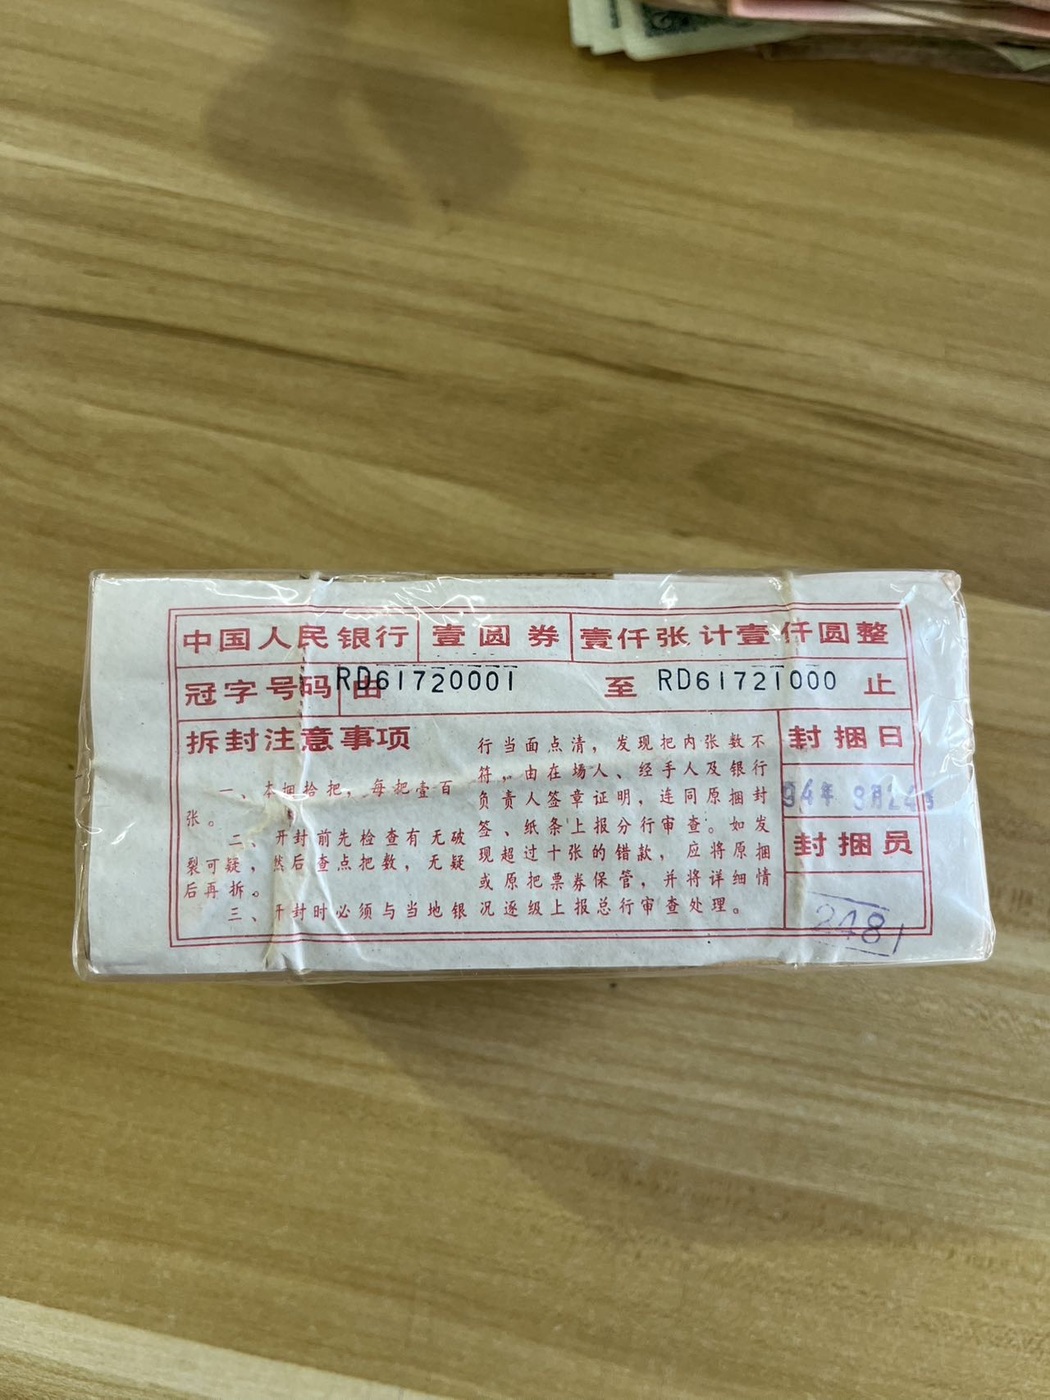 中国人民银行 壹圆券 壹仟张计壹仟圆整
冠字号码由 RD61720001 至 RD61721000 止
拆封注意事项
一、本捆拾把，每把壹百
张。
二、开封前先检查有无破
裂可疑，然后查点把数，无疑
后再拆。
三、开封时必须与当地银
行当面点清，发现把内张数不
符，由在场人、经手人及银行
负责人签章证明，连同原捆封
签、纸条上报分行审查。如发
现超过十张的错款，应将原捆
或原把票券保管，并将详细情
况逐级上报总行审查处理。
封捆日
94年 9月24日
封捆员
2481